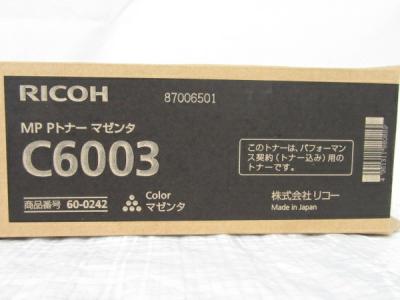 RICOH
87006501
MP Pトナー マゼンタ
C6003
このトナーは、パフォーマン
ス契約(トナー込み)用の
トナーです。
商品番号 60-0242
Color
マゼンタ
株式会社リコー
Made in Japan